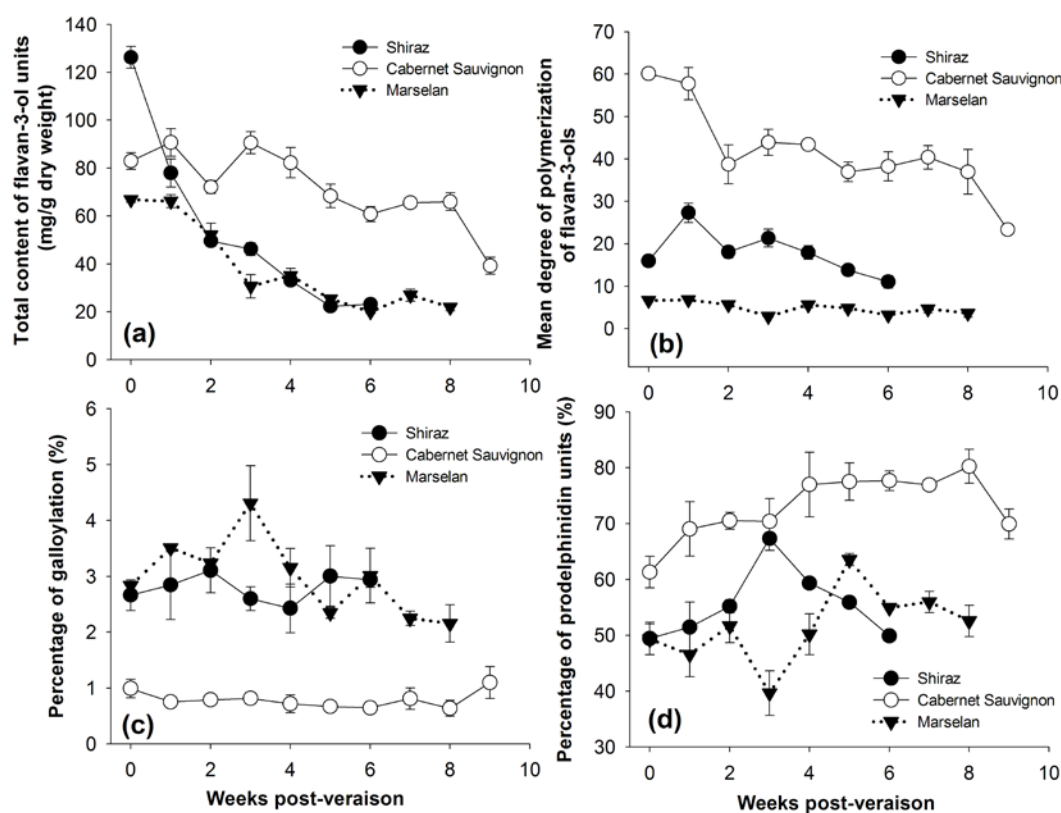 Total content of flavan-3-ol units
(mg/g dry weight)
140
120
100
80
60
40
20
0
Shiraz
Cabernet Sauvignon
Marselan
(a)
0
2
4
6
8
10
Mean degree of polymerization
of flavan-3-ols
70
60
50
40
30
20
10
0
Shiraz
Cabernet Sauvignon
Marselan
(b)
0
2
4
6
8
10
Percentage of galloylation (%)
6
5
4
3
2
1
0
Shiraz
Cabernet Sauvignon
Marselan
(c)
0
2
4
6
8
10
Weeks post-veraison
Percentage of prodelphinidin units (%)
90
80
70
60
50
40
30
Shiraz
Cabernet Sauvignon
Marselan
(d)
0
2
4
6
8
10
Weeks post-veraison